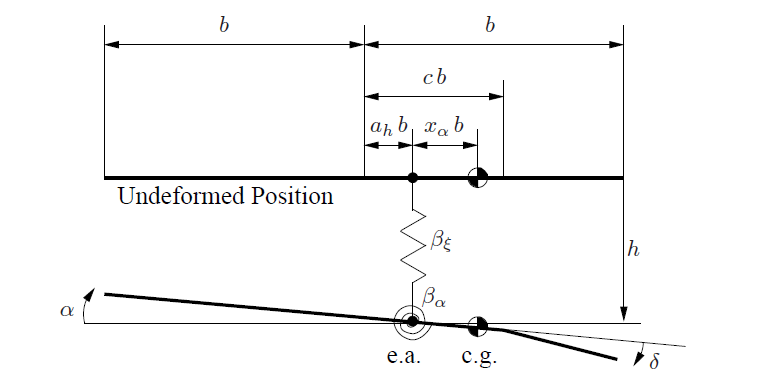 b b
c b
a_h b x_α b
Undeformed Position
β_ξ
h
β_α
α
e.a. c.g.
δ